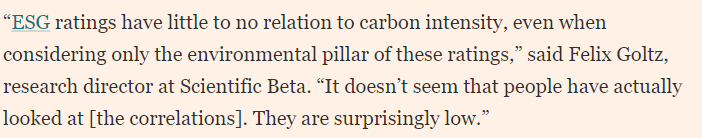 “ESG ratings have little to no relation to carbon intensity, even when
considering only the environmental pillar of these ratings,” said Felix Goltz,
research director at Scientific Beta. “It doesn’t seem that people have actually
looked at [the correlations]. They are surprisingly low.”